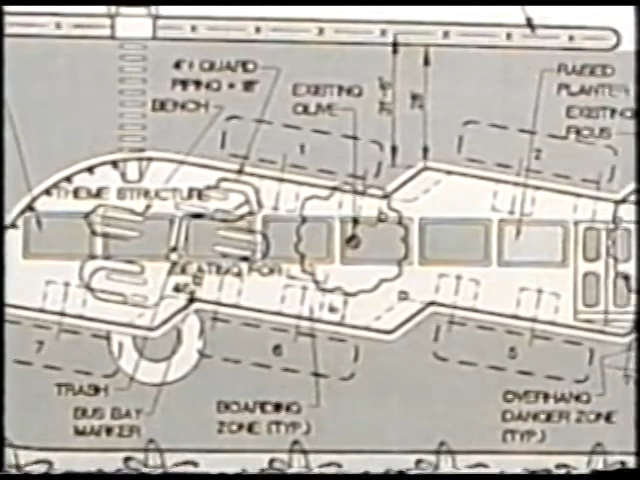 GUARD
PIPING + 18"
BENCH
EXISTING
OLIVE
RAISED
PLANTER
EXISTING
FICUS
1
2
THEME STRUCTURE
SEATING FOR
7
6
5
TRASH
BUS BAY
MARKER
BOARDING
ZONE (TYP.)
OVERHANG
DANGER ZONE
(TYP.)